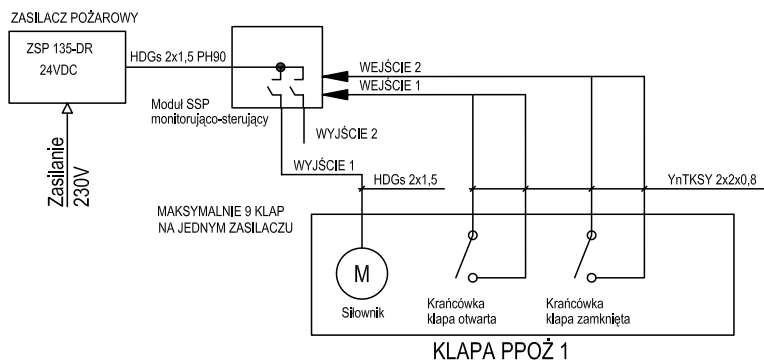 ZASILACZ POŻAROWY
ZSP 135-DR
24VDC
HDGs 2x1,5 PH90
Zasilanie
230V
Moduł SSP
monitorująco-sterujący
WEJŚCIE 2
WEJŚCIE 1
WYJŚCIE 2
WYJŚCIE 1
HDGs 2x1,5
YnTKSY 2x2x0,8
MAKSYMALNIE 9 KLAP
NA JEDNYM ZASILACZU
M
Siłownik
Krańcówka
klapa otwarta
Krańcówka
klapa zamknięta
KLAPA PPOŻ 1